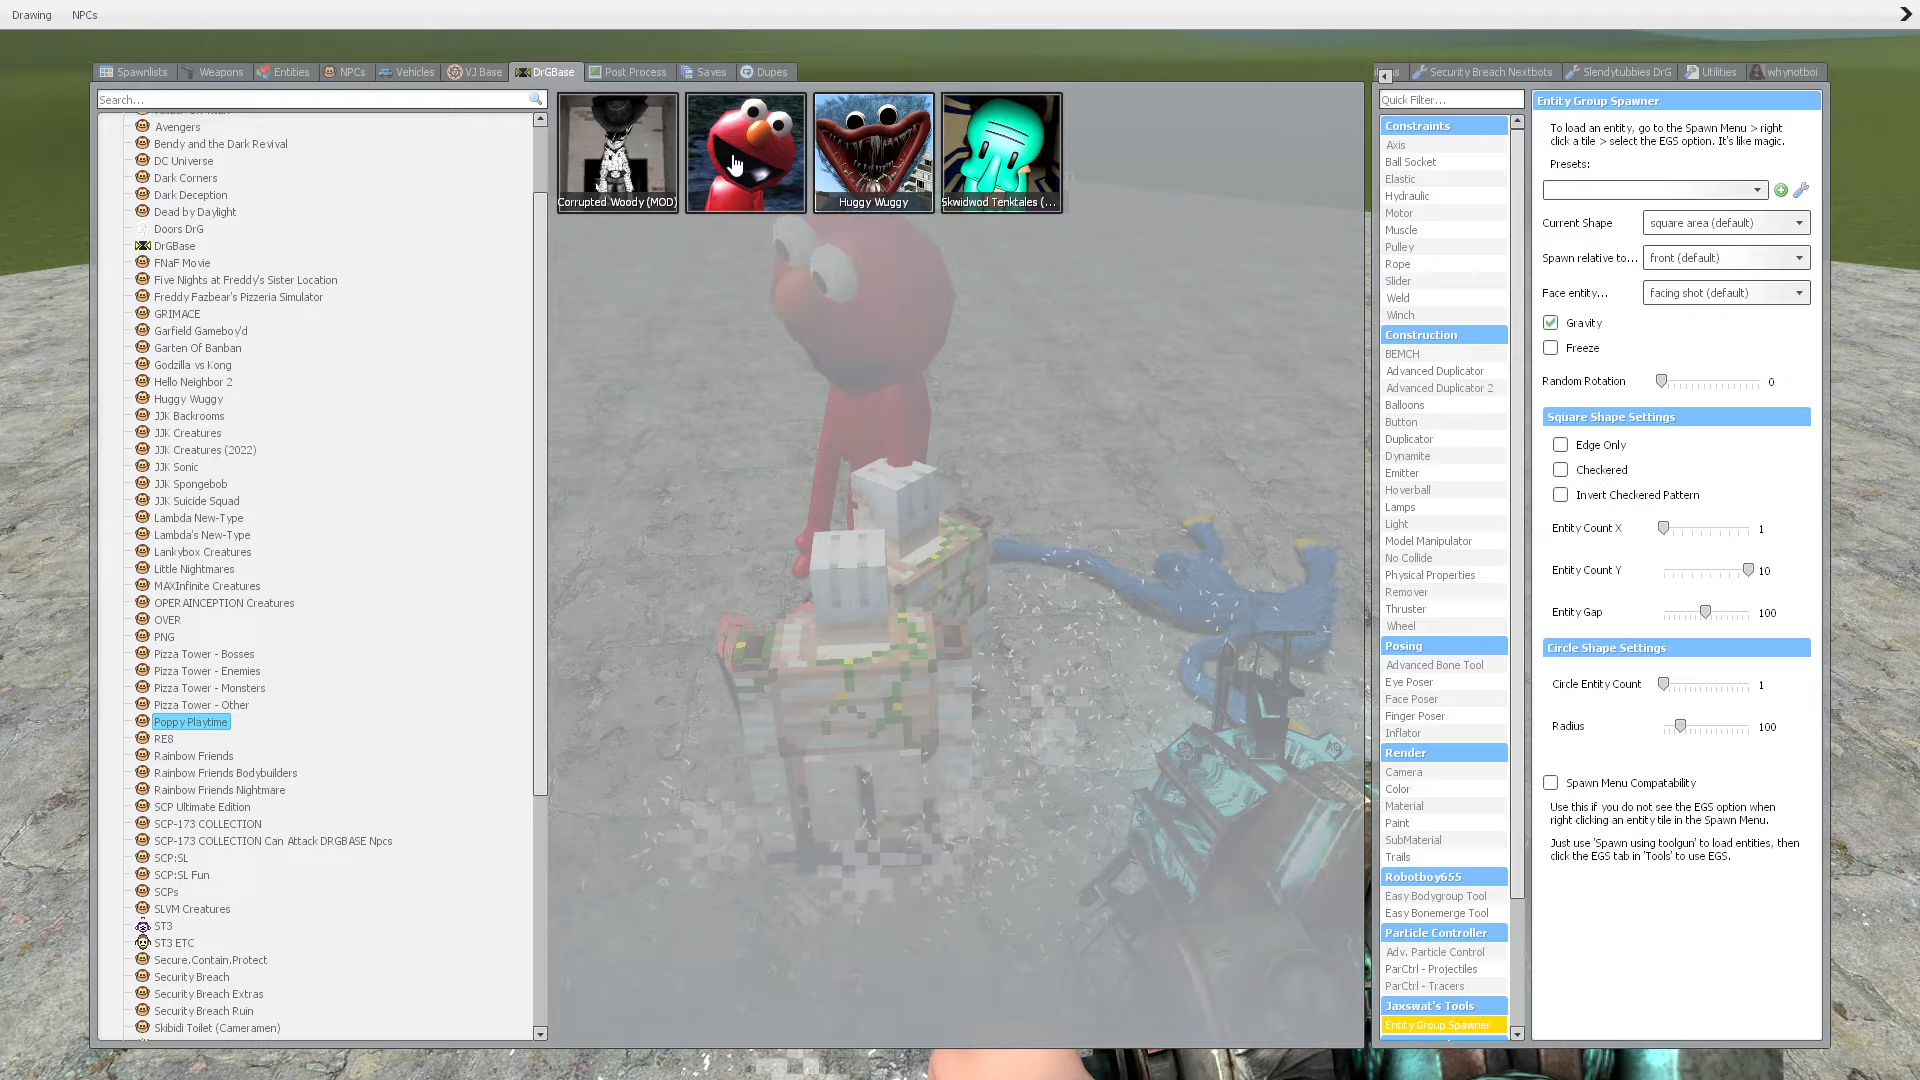 Drawing NPCs
Spawnlists Weapons Entities NPCs Vehicles VJ Base DrGBase Post Process Saves Dupes
Security Breach Nextbots Slendytubbies DrG Utilities whynotboi
Search...
Avengers
Bendy and the Dark Revival
DC Universe
Dark Corners
Dark Deception
Dead by Daylight
Doors DrG
DrGBase
FNaF Movie
Five Nights at Freddy's Sister Location
Freddy Fazbear's Pizzeria Simulator
GRIMACE
Garfield Gameboy'd
Garten Of Banban
Godzilla vs Kong
Hello Neighbor 2
Huggy Wuggy
JJK Backrooms
JJK Creatures
JJK Creatures (2022)
JJK Sonic
JJK Spongebob
JJK Suicide Squad
Lambda New-Type
Lambda's New-Type
Lankybox Creatures
Little Nightmares
MAXInfinite Creatures
OPERAINCEPTION Creatures
OVER
PNG
Pizza Tower - Bosses
Pizza Tower - Enemies
Pizza Tower - Monsters
Pizza Tower - Other
Poppy Playtime
RE8
Rainbow Friends
Rainbow Friends Bodybuilders
Rainbow Friends Nightmare
SCP Ultimate Edition
SCP-173 COLLECTION
SCP-173 COLLECTION Can Attack DRGBASE Npcs
SCP:SL
SCP:SL Fun
SCPs
SLVM Creatures
ST3
ST3 ETC
Secure.Contain.Protect
Security Breach
Security Breach Extras
Security Breach Ruin
Skibidi Toilet (Cameramen)
Corrupted Woody (MOD)
Huggy Wuggy
Skwidwod Tenktales (...
Quick Filter...
Constraints
Axis
Ball Socket
Elastic
Hydraulic
Motor
Muscle
Pulley
Rope
Slider
Weld
Winch
Construction
BEMCH
Advanced Duplicator
Advanced Duplicator 2
Balloons
Button
Duplicator
Dynamite
Emitter
Hoverball
Lamps
Light
Model Manipulator
No Collide
Physical Properties
Remover
Thruster
Wheel
Posing
Advanced Bone Tool
Eye Poser
Face Poser
Finger Poser
Inflator
Render
Camera
Color
Material
Paint
SubMaterial
Trails
Robotboy655
Easy Bodygroup Tool
Easy Bonemerge Tool
Particle Controller
Adv. Particle Control
ParCtrl - Projectiles
ParCtrl - Tracers
Jaxswat's Tools
Entity Group Spawner
Entity Group Spawner
To load an entity, go to the Spawn Menu > right
click a tile > select the EGS option. It's like magic.
Presets:
Current Shape square area (default)
Spawn relative to... front (default)
Face entity... facing shot (default)
Gravity
Freeze
Random Rotation 0
Square Shape Settings
Edge Only
Checkered
Invert Checkered Pattern
Entity Count X 1
Entity Count Y 10
Entity Gap 100
Circle Shape Settings
Circle Entity Count 1
Radius 100
Spawn Menu Compatability
Use this if you do not see the EGS option when
right clicking an entity tile in the Spawn Menu.
Just use 'Spawn using toolgun' to load entities, then
click the EGS tab in 'Tools' to use EGS.